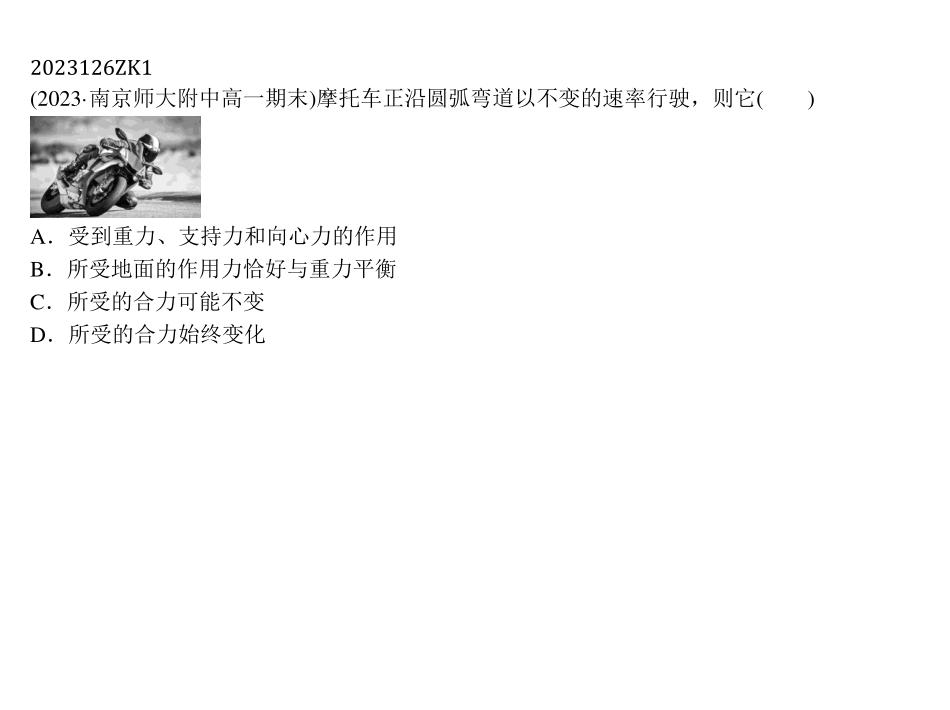 2023126ZK1
(2023·南京师大附中高一期末)摩托车正沿圆弧弯道以不变的速率行驶，则它(　　)
A．受到重力、支持力和向心力的作用
B．所受地面的作用力恰好与重力平衡
C．所受的合力可能不变
D．所受的合力始终变化